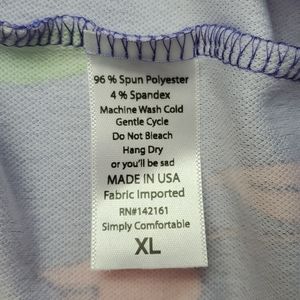 96 % Spun Polyester
4 % Spandex
Machine Wash Cold
Gentle Cycle
Do Not Bleach
Hang Dry
or you'll be sad
MADE IN USA
Fabric Imported
RN#142161
Simply Comfortable
XL